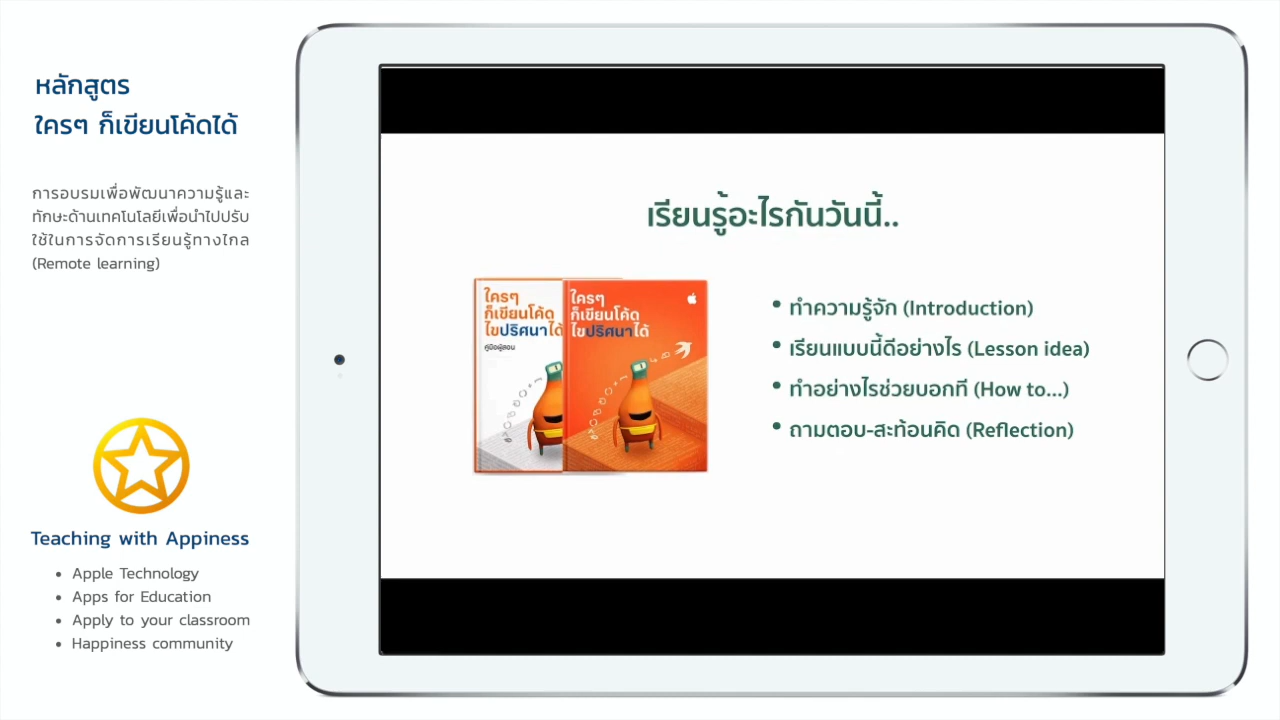 หลักสูตร
ใครๆ ก็เขียนโค้ดได้
การอบรมเพื่อพัฒนาความรู้และ
ทักษะด้านเทคโนโลยีเพื่อนำไปปรับ
ใช้ในการจัดการเรียนรู้ทางไกล
(Remote learning)
Teaching with Appiness
• Apple Technology
• Apps for Education
• Apply to your classroom
• Happiness community
เรียนรู้อะไรกันวันนี้..
ใครๆ
ก็เขียนโค้ด
ไขปริศนาได้
คู่มือผู้สอน
ใครๆ
ก็เขียนโค้ด
ไขปริศนาได้
• ทำความรู้จัก (Introduction)
• เรียนแบบนี้ดีอย่างไร (Lesson idea)
• ทำอย่างไรช่วยบอกที (How to...)
• ถามตอบ-สะท้อนคิด (Reflection)